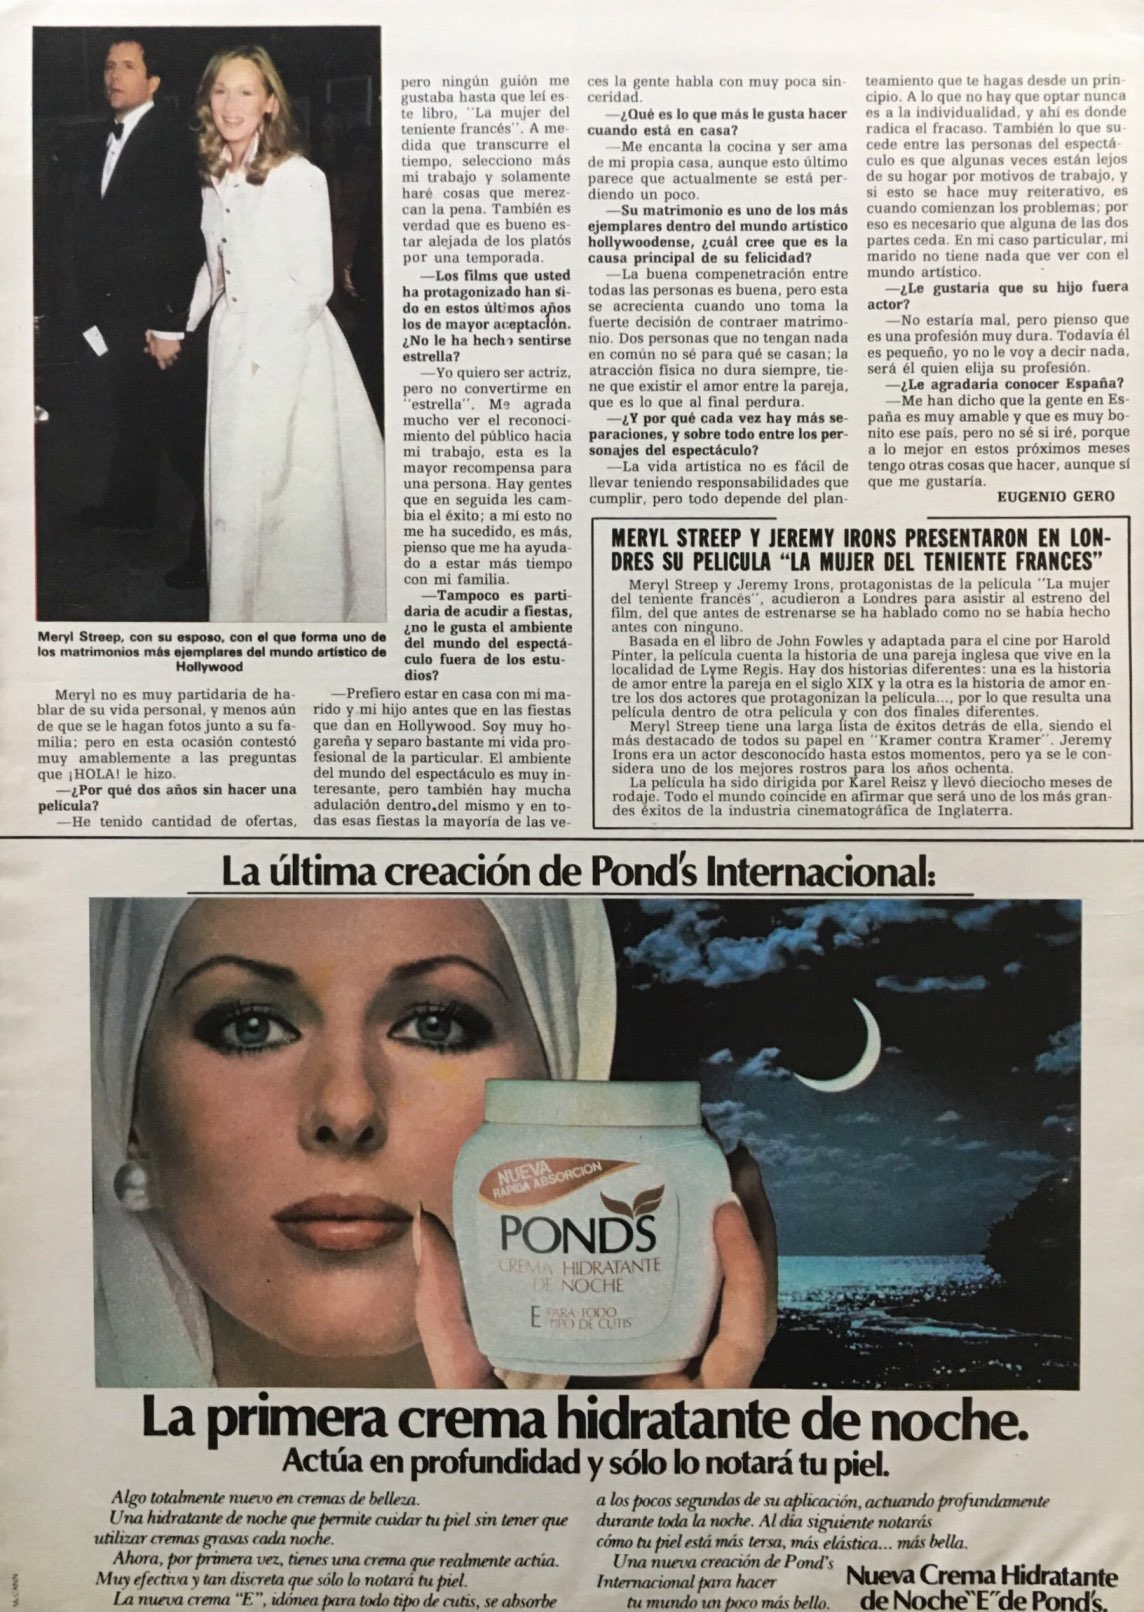 Meryl Streep, con su esposo, con el que forma uno de
los matrimonios más ejemplares del mundo artístico de
Hollywood
Meryl no es muy partidaria de ha-
blar de su vida personal, y menos aún
de que se le hagan fotos junto a su fa-
milia; pero en esta ocasión contestó
muy amablemente a las preguntas
que ¡HOLA! le hizo.
—¿Por qué dos años sin hacer una
película?
—He tenido cantidad de ofertas,
pero ningún guión me
gustaba hasta que leí es-
te libro, "La mujer del
teniente francés". A me-
dida que transcurre el
tiempo, selecciono más
mi trabajo y solamente
haré cosas que merez-
can la pena. También es
verdad que es bueno es-
tar alejada de los platós
por una temporada.
—Los films que usted
ha protagonizado han si-
do en estos últimos años
los de mayor aceptación.
¿No le ha hecho sentirse
estrella?
—Yo quiero ser actriz,
pero no convertirme en
"estrella". Me agrada
mucho ver el reconoci-
miento del público hacia
mi trabajo, esta es la
mayor recompensa para
una persona. Hay gentes
que en seguida les cam-
bia el éxito; a mí esto no
me ha sucedido, es más,
pienso que me ha ayuda-
do a estar más tiempo
con mi familia.
—Tampoco es parti-
daria de acudir a fiestas,
¿no le gusta el ambiente
del mundo del espectá-
culo fuera de los estu-
dios?
—Prefiero estar en casa con mi ma-
rido y mi hijo antes que en las fiestas
que dan en Hollywood. Soy muy ho-
gareña y separo bastante mi vida pro-
fesional de la particular. El ambiente
del mundo del espectáculo es muy in-
teresante, pero también hay mucha
adulación dentro del mismo y en to-
das esas fiestas la mayoría de las ve-
ces la gente habla con muy poca sin-
ceridad.
—¿Qué es lo que más le gusta hacer
cuando está en casa?
—Me encanta la cocina y ser ama
de mi propia casa, aunque esto último
parece que actualmente se está per-
diendo un poco.
—Su matrimonio es uno de los más
ejemplares dentro del mundo artístico
hollywoodense, ¿cuál cree que es la
causa principal de su felicidad?
—La buena compenetración entre
todas las personas es buena, pero esta
se acrecienta cuando uno toma la
fuerte decisión de contraer matrimo-
nio. Dos personas que no tengan nada
en común no sé para qué se casan; la
atracción física no dura siempre, tie-
ne que existir el amor entre la pareja,
que es lo que al final perdura.
—¿Y por qué cada vez hay más se-
paraciones, y sobre todo entre los per-
sonajes del espectáculo?
—La vida artística no es fácil de
llevar teniendo responsabilidades que
cumplir, pero todo depende del plan-
teamiento que te hagas desde un prin-
cipio. A lo que no hay que optar nunca
es a la individualidad, y ahí es donde
radica el fracaso. También lo que su-
cede entre las personas del espectá-
culo es que algunas veces están lejos
de su hogar por motivos de trabajo, y
si esto se hace muy reiterativo, es
cuando comienzan los problemas; por
eso es necesario que alguna de las dos
partes ceda. En mi caso particular, mi
marido no tiene nada que ver con el
mundo artístico.
—¿Le gustaría que su hijo fuera
actor?
—No estaría mal, pero pienso que
es una profesión muy dura. Todavía él
es pequeño, yo no le voy a decir nada,
será él quien elija su profesión.
—¿Le agradaría conocer España?
—Me han dicho que la gente en Es-
paña es muy amable y que es muy bo-
nito ese país, pero no sé si iré, porque
a lo mejor en estos próximos meses
tengo otras cosas que hacer, aunque sí
que me gustaría.
EUGENIO GERO
MERYL STREEP Y JEREMY IRONS PRESENTARON EN LON-
DRES SU PELICULA "LA MUJER DEL TENIENTE FRANCES"
Meryl Streep y Jeremy Irons, protagonistas de la película "La mujer
del teniente francés", acudieron a Londres para asistir al estreno del
film, del que antes de estrenarse se ha hablado como no se había hecho
antes con ninguno.
Basada en el libro de John Fowles y adaptada para el cine por Harold
Pinter, la película cuenta la historia de una pareja inglesa que vive en la
localidad de Lyme Regis. Hay dos historias diferentes: una es la historia
de amor entre la pareja en el siglo XIX y la otra es la historia de amor en-
tre los dos actores que protagonizan la película..., por lo que resulta una
película dentro de otra película y con dos finales diferentes.
Meryl Streep tiene una larga lista de éxitos detrás de ella, siendo el
más destacado de todos su papel en "Kramer contra Kramer". Jeremy
Irons era un actor desconocido hasta estos momentos, pero ya se le con-
sidera uno de los mejores rostros para los años ochenta.
La película ha sido dirigida por Karel Reisz y llevó dieciocho meses de
rodaje. Todo el mundo coincide en afirmar que será uno de los más gran-
des éxitos de la industria cinematográfica de Inglaterra.
La última creación de Pond's Internacional:
NUEVA
RAPIDA ABSORCION
POND'S
CREMA HIDRATANTE
DE NOCHE
E PARA TODO
TIPO DE CUTIS
La primera crema hidratante de noche.
Actúa en profundidad y sólo lo notará tu piel.
Algo totalmente nuevo en cremas de belleza.
Una hidratante de noche que permite cuidar tu piel sin tener que
utilizar cremas grasas cada noche.
Ahora, por primera vez, tienes una crema que realmente actúa.
Muy efectiva y tan discreta que sólo lo notará tu piel.
La nueva crema "E", idónea para todo tipo de cutis, se absorbe
a los pocos segundos de su aplicación, actuando profundamente
durante toda la noche. Al día siguiente notarás
cómo tu piel está más tersa, más elástica... más bella.
Una nueva creación de Pond's
Internacional para hacer
tu mundo un poco más bello.
Nueva Crema Hidratante
de Noche "E" de Pond's.